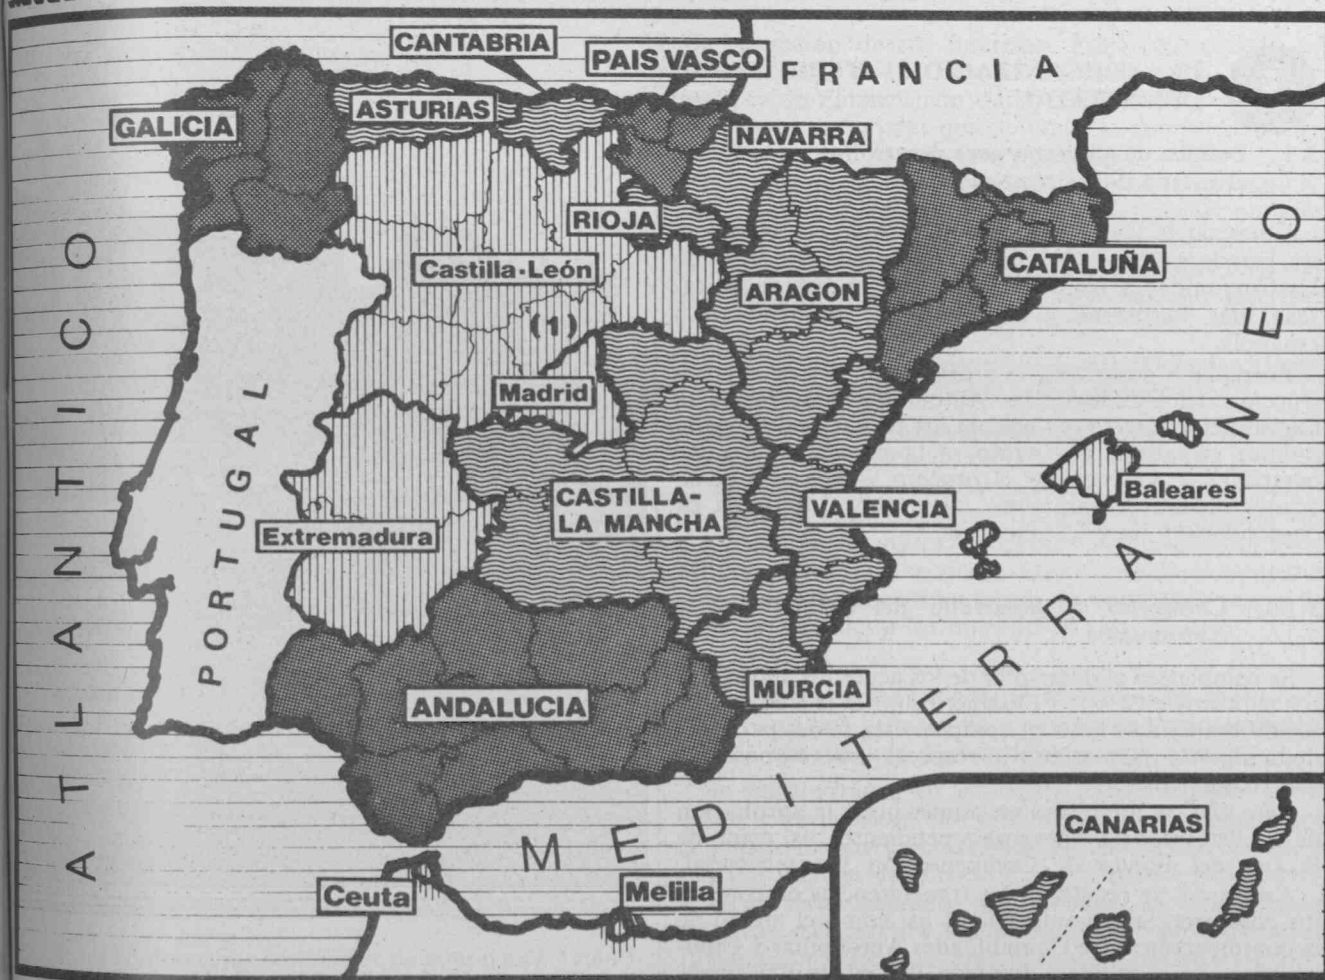 CANTABRIA
PAIS VASCO
FRANCIA
ASTURIAS
GALICIA
NAVARRA
RIOJA
CATALUÑA
Castilla-León
ARAGON
(1)
Madrid
PORTUGAL
ATLANTICO
Baleares
CASTILLA-
LA MANCHA
VALENCIA
Extremadura
MURCIA
ANDALUCIA
MEDITERRANEO
CANARIAS
Ceuta
Melilla